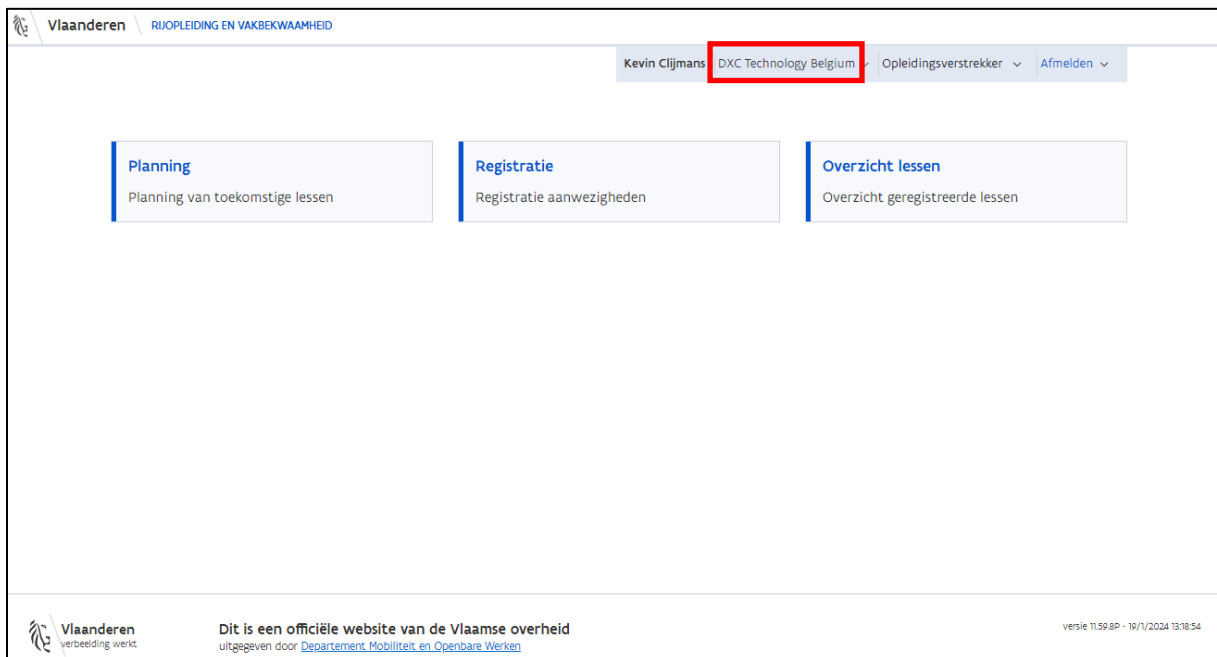 Vlaanderen RIJOPLEIDING EN VAKBEKWAAMHEID
Kevin Clijmans DXC Technology Belgium Opleidingsverstrekker Afmelden
Planning Registratie Overzicht lessen
Planning van toekomstige lessen Registratie aanwezigheden Overzicht geregistreerde lessen
Vlaanderen Dit is een officiële website van de Vlaamse overheid versie 11.59.8P - 19/1/2024 13:18:54
verbeelding werkt uitgegeven door Departement Mobiliteit en Openbare Werken